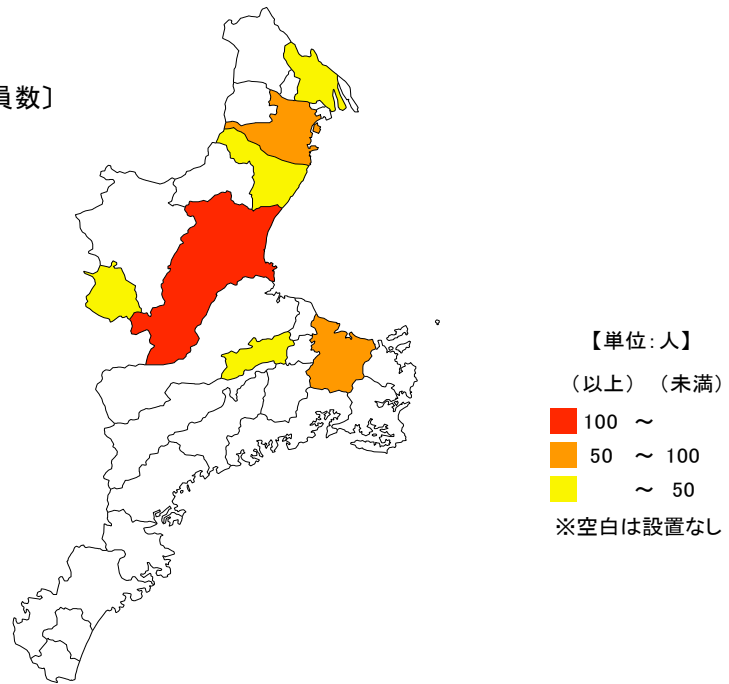 員数〕
【単位:人】
（以上） （未満）
100 ～
50 ～ 100
～ 50
※空白は設置なし